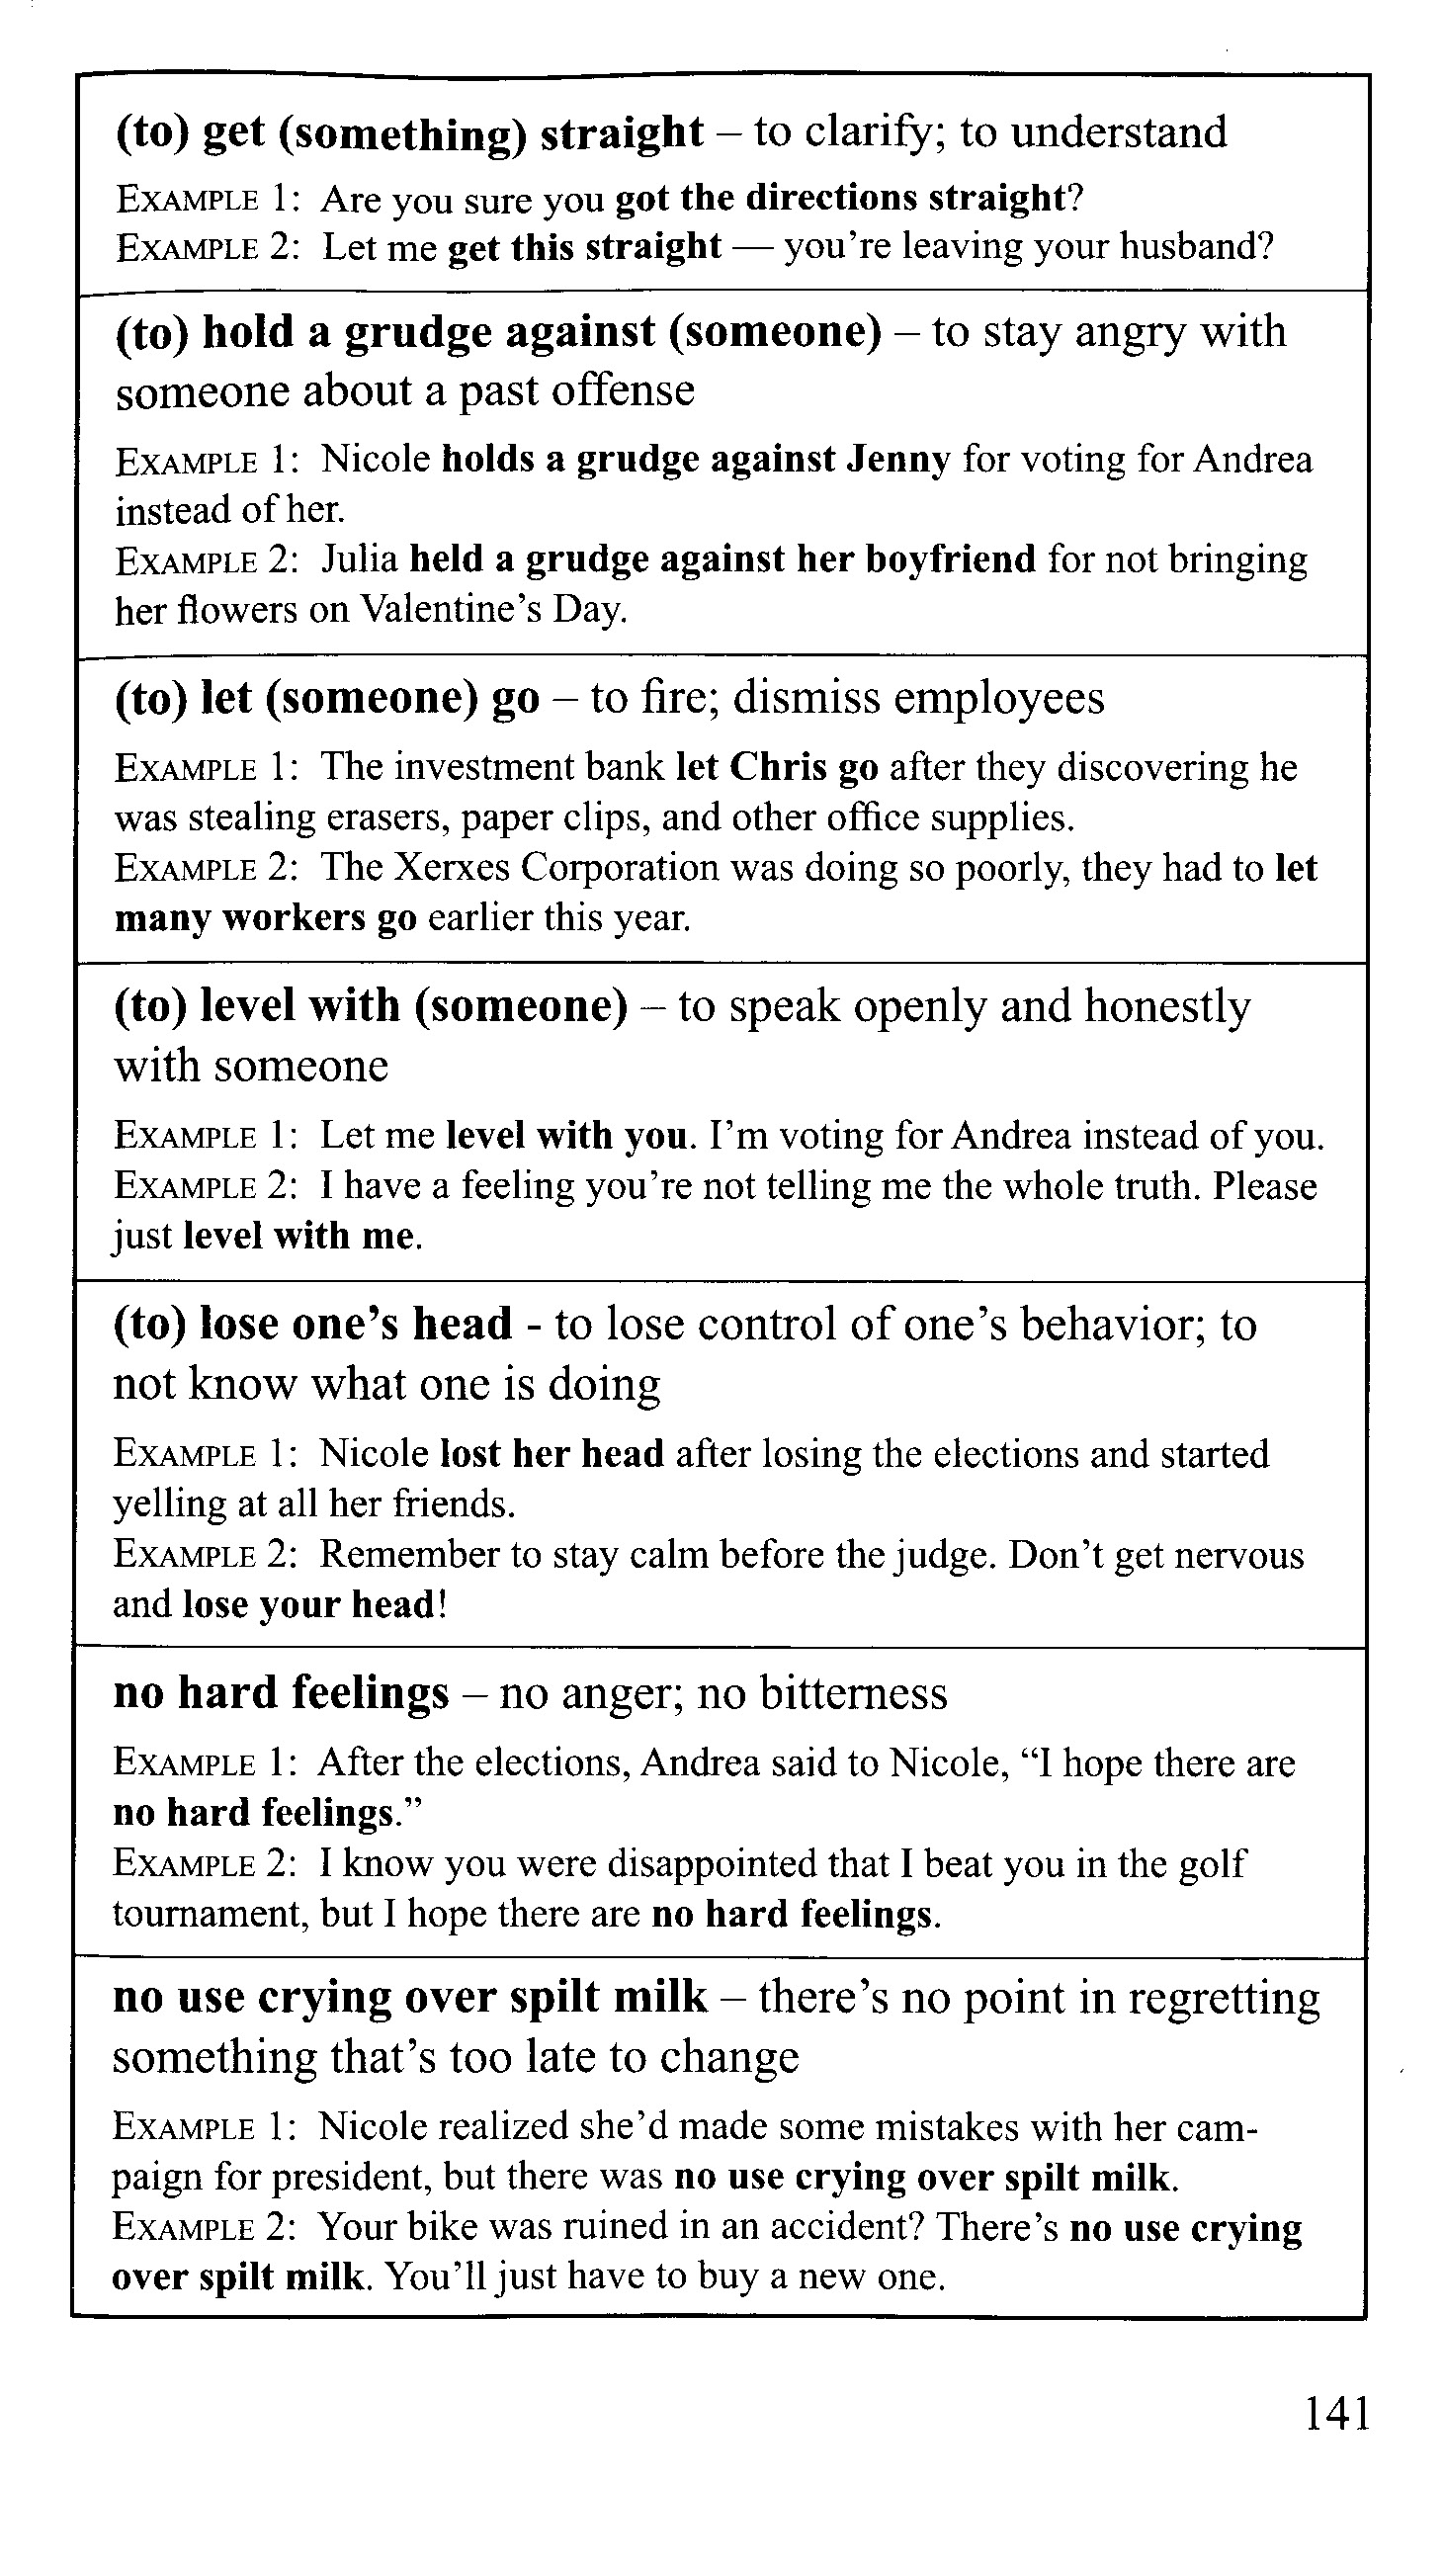 (to) get (something) straight – to clarify; to understand
EXAMPLE 1: Are you sure you got the directions straight?
EXAMPLE 2: Let me get this straight — you're leaving your husband?
(to) hold a grudge against (someone) – to stay angry with
someone about a past offense
EXAMPLE 1: Nicole holds a grudge against Jenny for voting for Andrea
instead of her.
EXAMPLE 2: Julia held a grudge against her boyfriend for not bringing
her flowers on Valentine's Day.
(to) let (someone) go – to fire; dismiss employees
EXAMPLE 1: The investment bank let Chris go after they discovering he
was stealing erasers, paper clips, and other office supplies.
EXAMPLE 2: The Xerxes Corporation was doing so poorly, they had to let
many workers go earlier this year.
(to) level with (someone) – to speak openly and honestly
with someone
EXAMPLE 1: Let me level with you. I'm voting for Andrea instead of you.
EXAMPLE 2: I have a feeling you're not telling me the whole truth. Please
just level with me.
(to) lose one's head - to lose control of one's behavior; to
not know what one is doing
EXAMPLE 1: Nicole lost her head after losing the elections and started
yelling at all her friends.
EXAMPLE 2: Remember to stay calm before the judge. Don't get nervous
and lose your head!
no hard feelings – no anger; no bitterness
EXAMPLE 1: After the elections, Andrea said to Nicole, “I hope there are
no hard feelings.”
EXAMPLE 2: I know you were disappointed that I beat you in the golf
tournament, but I hope there are no hard feelings.
no use crying over spilt milk – there's no point in regretting
something that's too late to change
EXAMPLE 1: Nicole realized she'd made some mistakes with her cam-
paign for president, but there was no use crying over spilt milk.
EXAMPLE 2: Your bike was ruined in an accident? There's no use crying
over spilt milk. You'll just have to buy a new one.
141